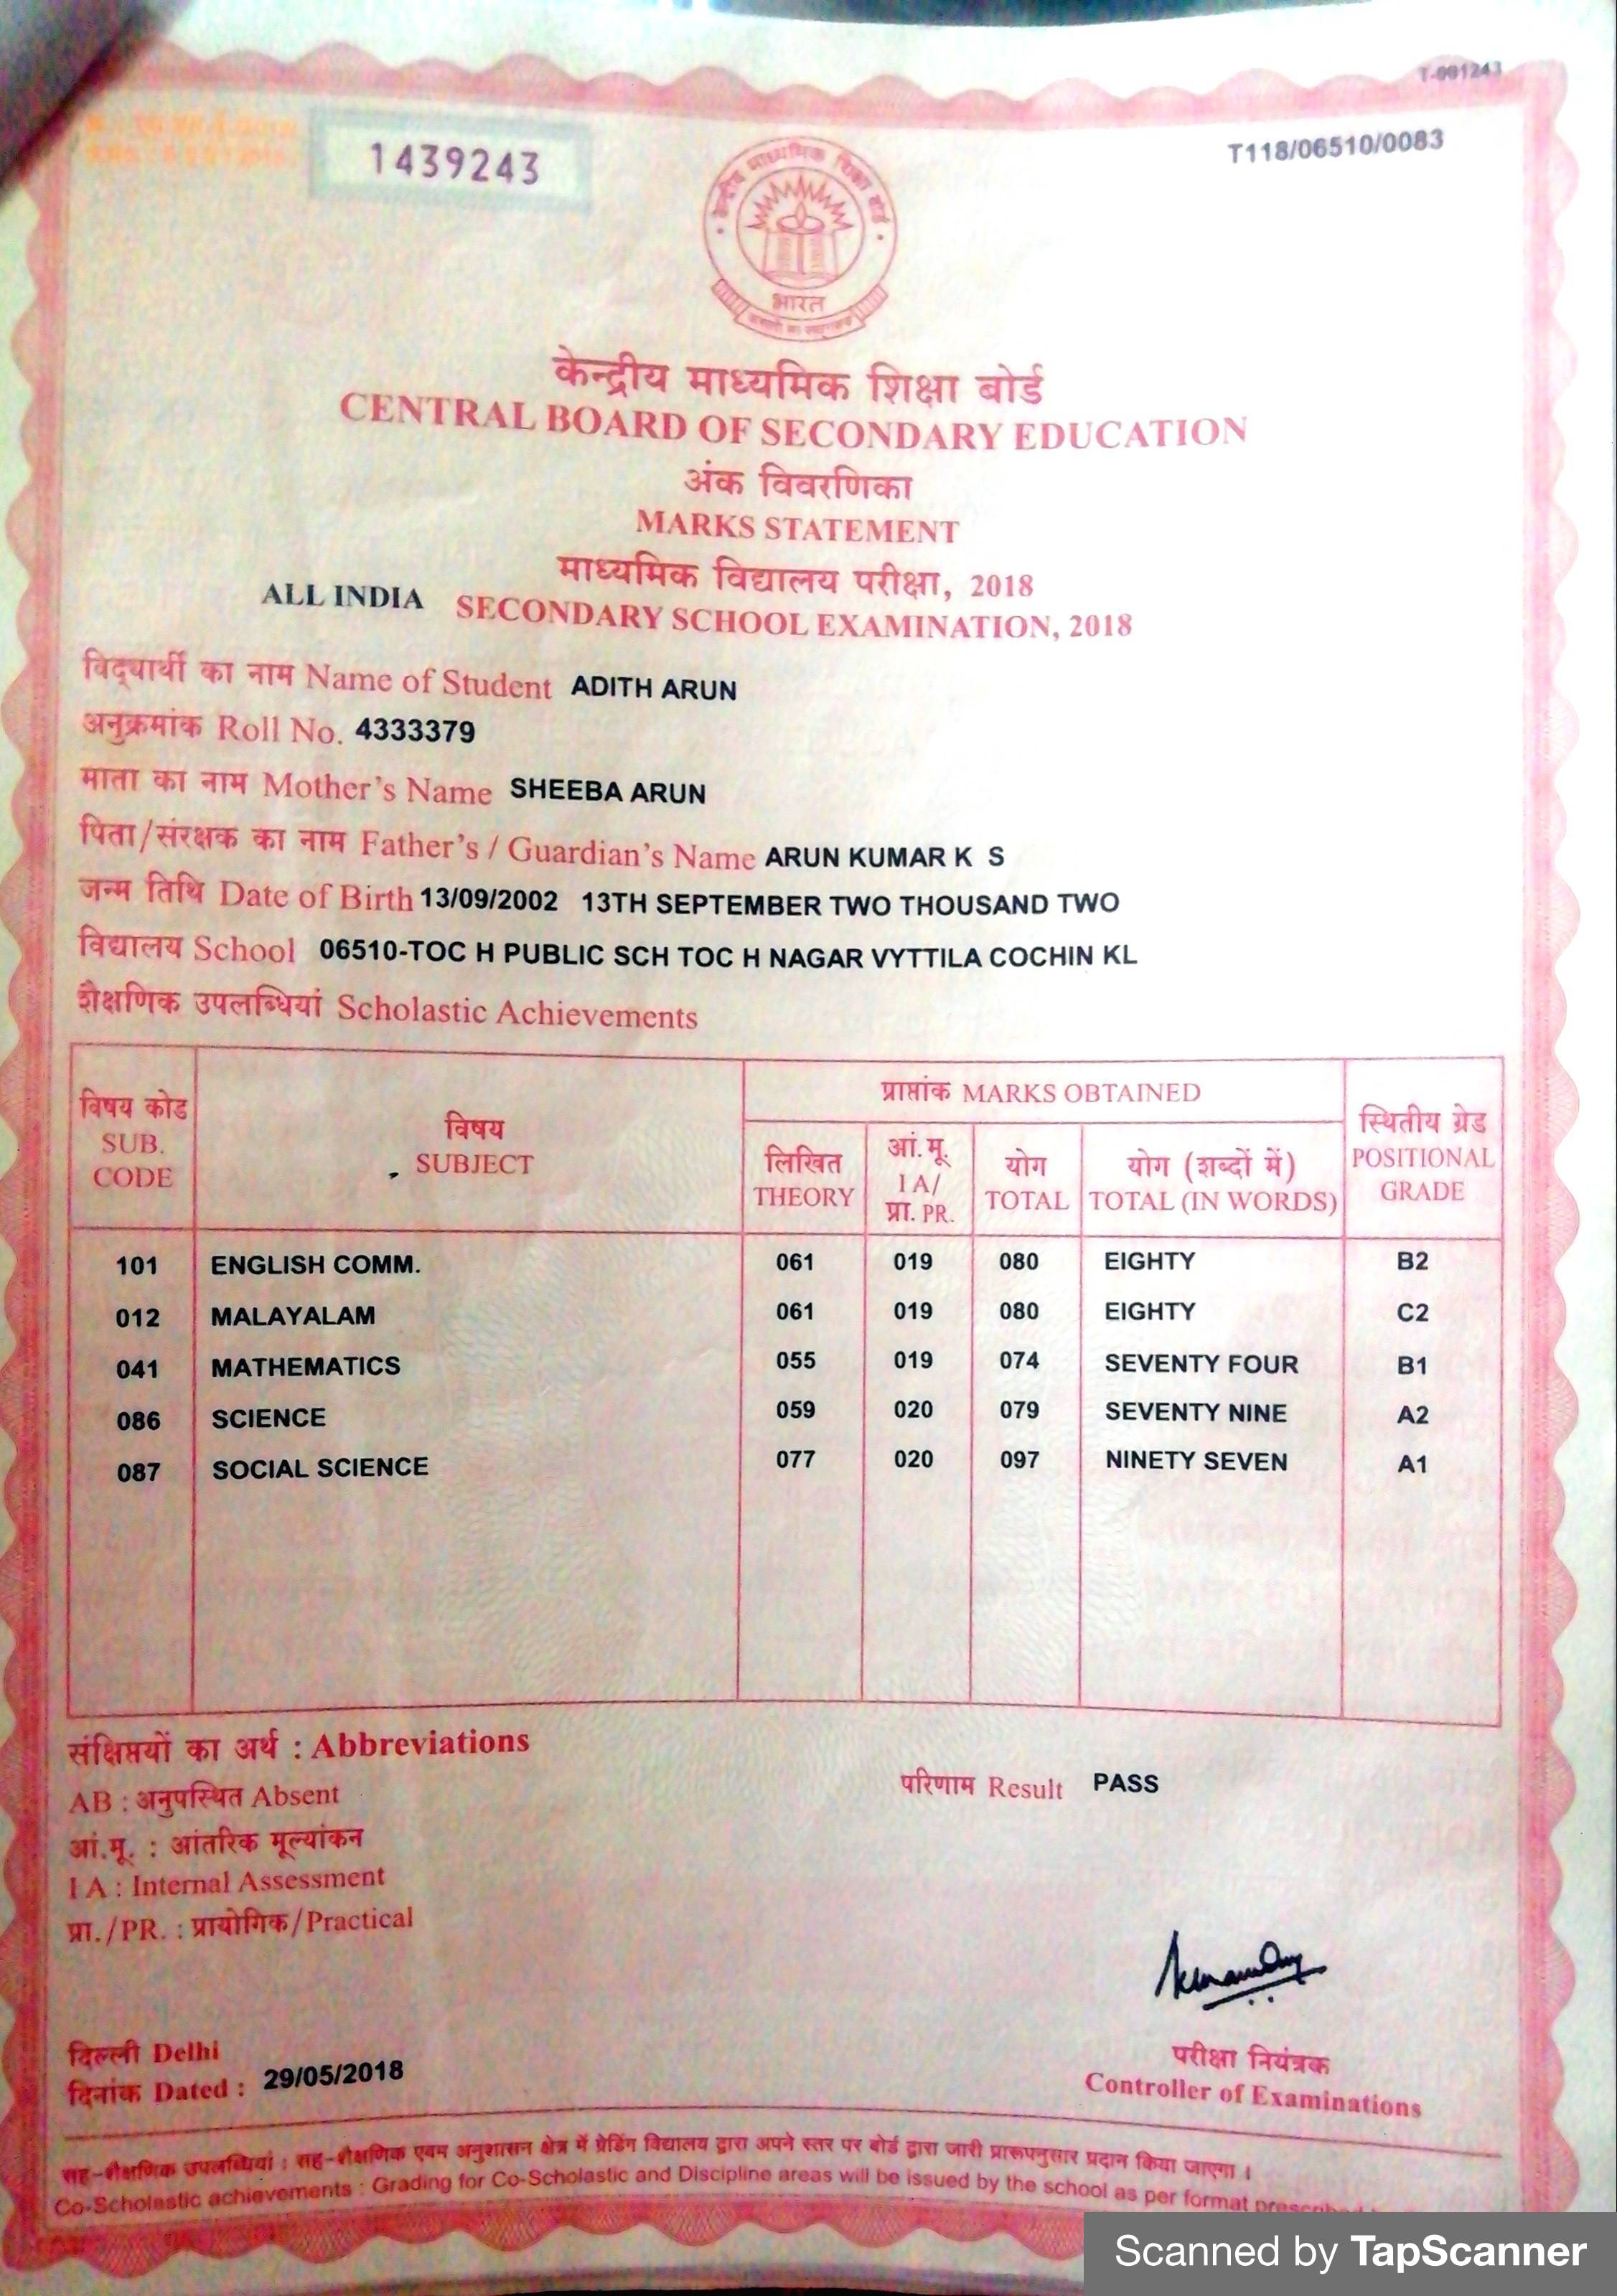 T-001243
1439243
T118/06510/0083
केन्द्रीय माध्यमिक शिक्षा बोर्ड
भारत
केन्द्रीय माध्यमिक शिक्षा बोर्ड
CENTRAL BOARD OF SECONDARY EDUCATION
अंक विवरणिका
MARKS STATEMENT
माध्यमिक विद्यालय परीक्षा, 2018
ALL INDIA SECONDARY SCHOOL EXAMINATION, 2018
विद्यार्थी का नाम Name of Student ADITH ARUN
अनुक्रमांक Roll No. 4333379
माता का नाम Mother's Name SHEEBA ARUN
पिता/संरक्षक का नाम Father's / Guardian's Name ARUN KUMAR K S
जन्म तिथि Date of Birth 13/09/2002 13TH SEPTEMBER TWO THOUSAND TWO
विद्यालय School 06510-TOC H PUBLIC SCH TOC H NAGAR VYTTILA COCHIN KL
शैक्षणिक उपलब्धियां Scholastic Achievements
विषय कोड SUB. CODE
विषय SUBJECT
प्राप्तांक MARKS OBTAINED
लिखित THEORY
आं.मू. I A/ प्रा. PR.
योग TOTAL
योग (शब्दों में) TOTAL (IN WORDS)
स्थितीय ग्रेड POSITIONAL GRADE
101 ENGLISH COMM. 061 019 080 EIGHTY B2
012 MALAYALAM 061 019 080 EIGHTY C2
041 MATHEMATICS 055 019 074 SEVENTY FOUR B1
086 SCIENCE 059 020 079 SEVENTY NINE A2
087 SOCIAL SCIENCE 077 020 097 NINETY SEVEN A1
संक्षिप्तयों का अर्थ : Abbreviations
AB : अनुपस्थित Absent
परिणाम Result PASS
आं.मू. : आंतरिक मूल्यांकन
I A : Internal Assessment
प्रा./PR. : प्रायोगिक/Practical
दिल्ली Delhi
दिनांक Dated : 29/05/2018
परीक्षा नियंत्रक
Controller of Examinations
सह-शैक्षणिक उपलब्धियां : सह-शैक्षणिक एवम अनुशासन क्षेत्र में ग्रेडिंग विद्यालय द्वारा अपने स्तर पर बोर्ड द्वारा जारी प्रारूपनुसार प्रदान किया जाएगा ।
Co-Scholastic achievements : Grading for Co-Scholastic and Discipline areas will be issued by the school as per format
Scanned by TapScanner